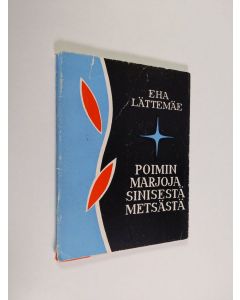 EHA
LÄTTEMÄE
POIMIN
MARJOJA
SINISESTÄ
METSÄSTÄ